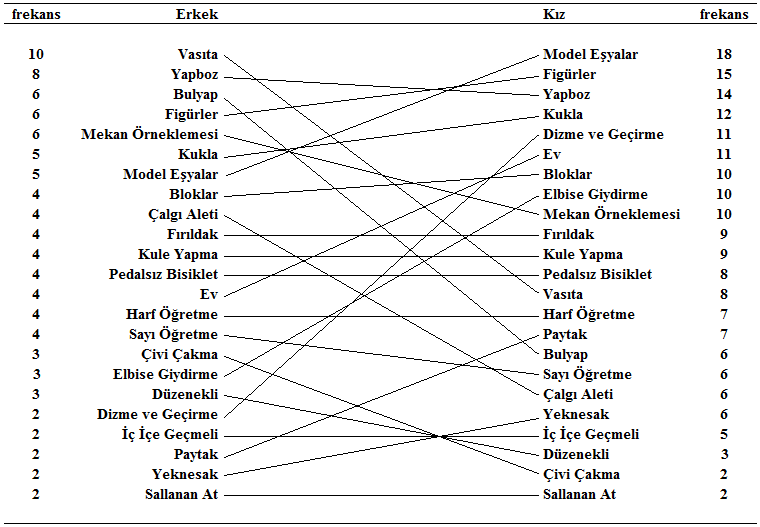 frekans Erkek Kız frekans
10 Vasıta Model Eşyalar 18
8 Yapboz Figürler 15
6 Bulyap Yapboz 14
6 Figürler Kukla 12
6 Mekan Örneklemesi Dizme ve Geçirme 11
5 Kukla Ev 11
5 Model Eşyalar Bloklar 10
4 Bloklar Elbise Giydirme 10
4 Çalgı Aleti Mekan Örneklemesi 10
4 Fırıldak Fırıldak 9
4 Kule Yapma Kule Yapma 9
4 Pedalsız Bisiklet Pedalsız Bisiklet 8
4 Ev Vasıta 8
4 Harf Öğretme Harf Öğretme 7
4 Sayı Öğretme Paytak 7
3 Çivi Çakma Bulyap 6
3 Elbise Giydirme Sayı Öğretme 6
3 Düzenekli Çalgı Aleti 6
2 Dizme ve Geçirme Yeknesak 6
2 İç İçe Geçmeli İç İçe Geçmeli 5
2 Paytak Düzenekli 3
2 Yeknesak Çivi Çakma 2
2 Sallanan At Sallanan At 2